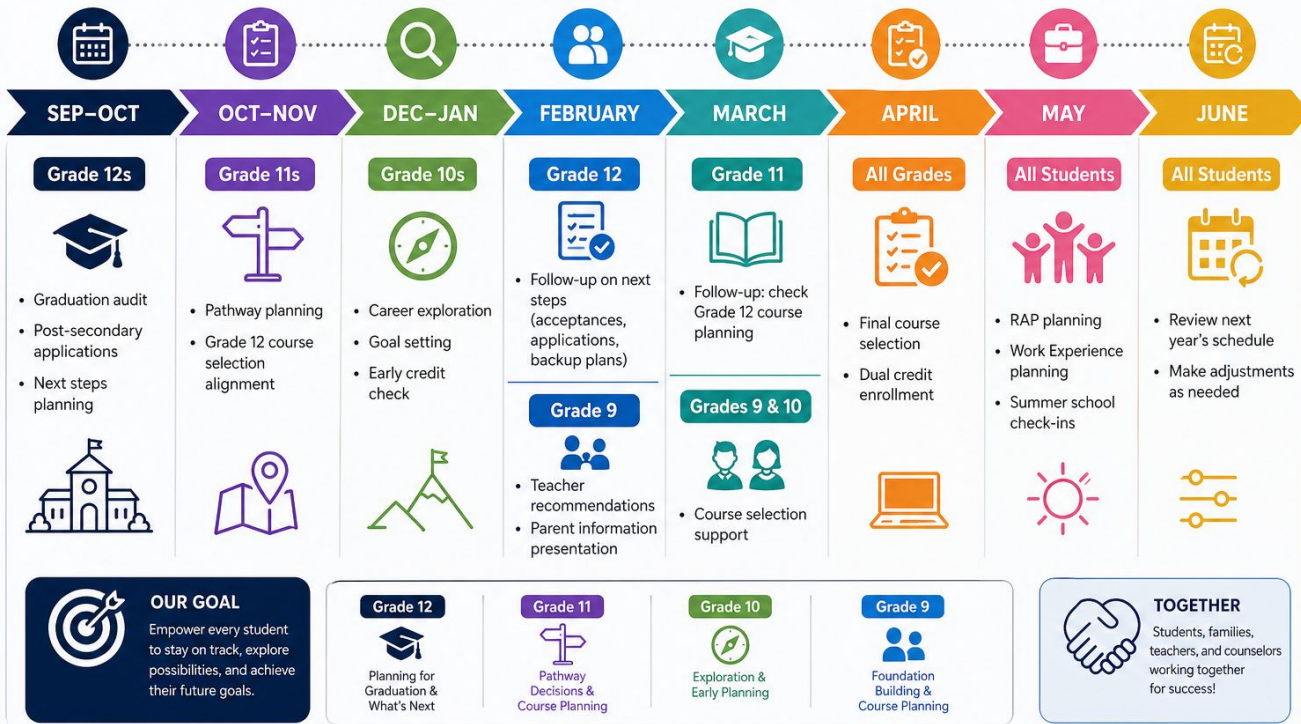 SEP–OCT
OCT–NOV
DEC–JAN
FEBRUARY
MARCH
APRIL
MAY
JUNE
Grade 12s
• Graduation audit
• Post-secondary
applications
• Next steps
planning
Grade 11s
• Pathway planning
• Grade 12 course
selection
alignment
Grade 10s
• Career exploration
• Goal setting
• Early credit
check
Grade 12
• Follow-up on next
steps
(acceptances,
applications,
backup plans)
Grade 9
• Teacher
recommendations
• Parent information
presentation
Grade 11
• Follow-up: check
Grade 12 course
planning
Grades 9 & 10
• Course selection
support
All Grades
• Final course
selection
• Dual credit
enrollment
All Students
• RAP planning
• Work Experience
planning
• Summer school
check-ins
All Students
• Review next
year's schedule
• Make adjustments
as needed
OUR GOAL
Empower every student
to stay on track, explore
possibilities, and achieve
their future goals.
Grade 12
Planning for
Graduation &
What's Next
Grade 11
Pathway
Decisions &
Course Planning
Grade 10
Exploration &
Early Planning
Grade 9
Foundation
Building &
Course Planning
TOGETHER
Students, families,
teachers, and counselors
working together
for success!